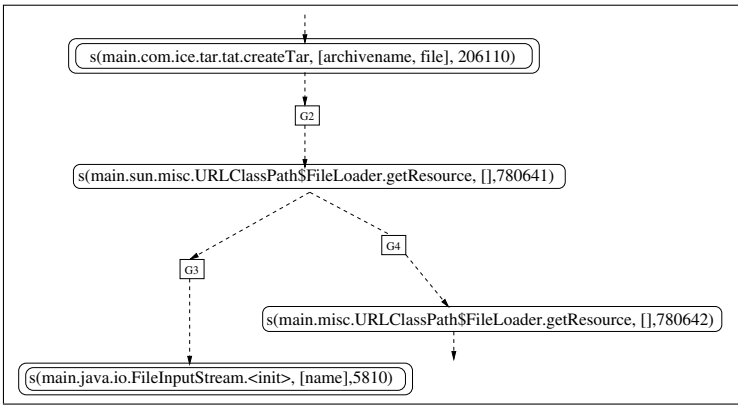 s(main.com.ice.tar.tat.createTar, [archivename, file], 206110)
G2
s(main.sun.misc.URLClassPath$FileLoader.getResource, [],780641)
G4
G3
s(main.misc.URLClassPath$FileLoader.getResource, [],780642)
s(main.java.io.FileInputStream.<init>, [name],5810)